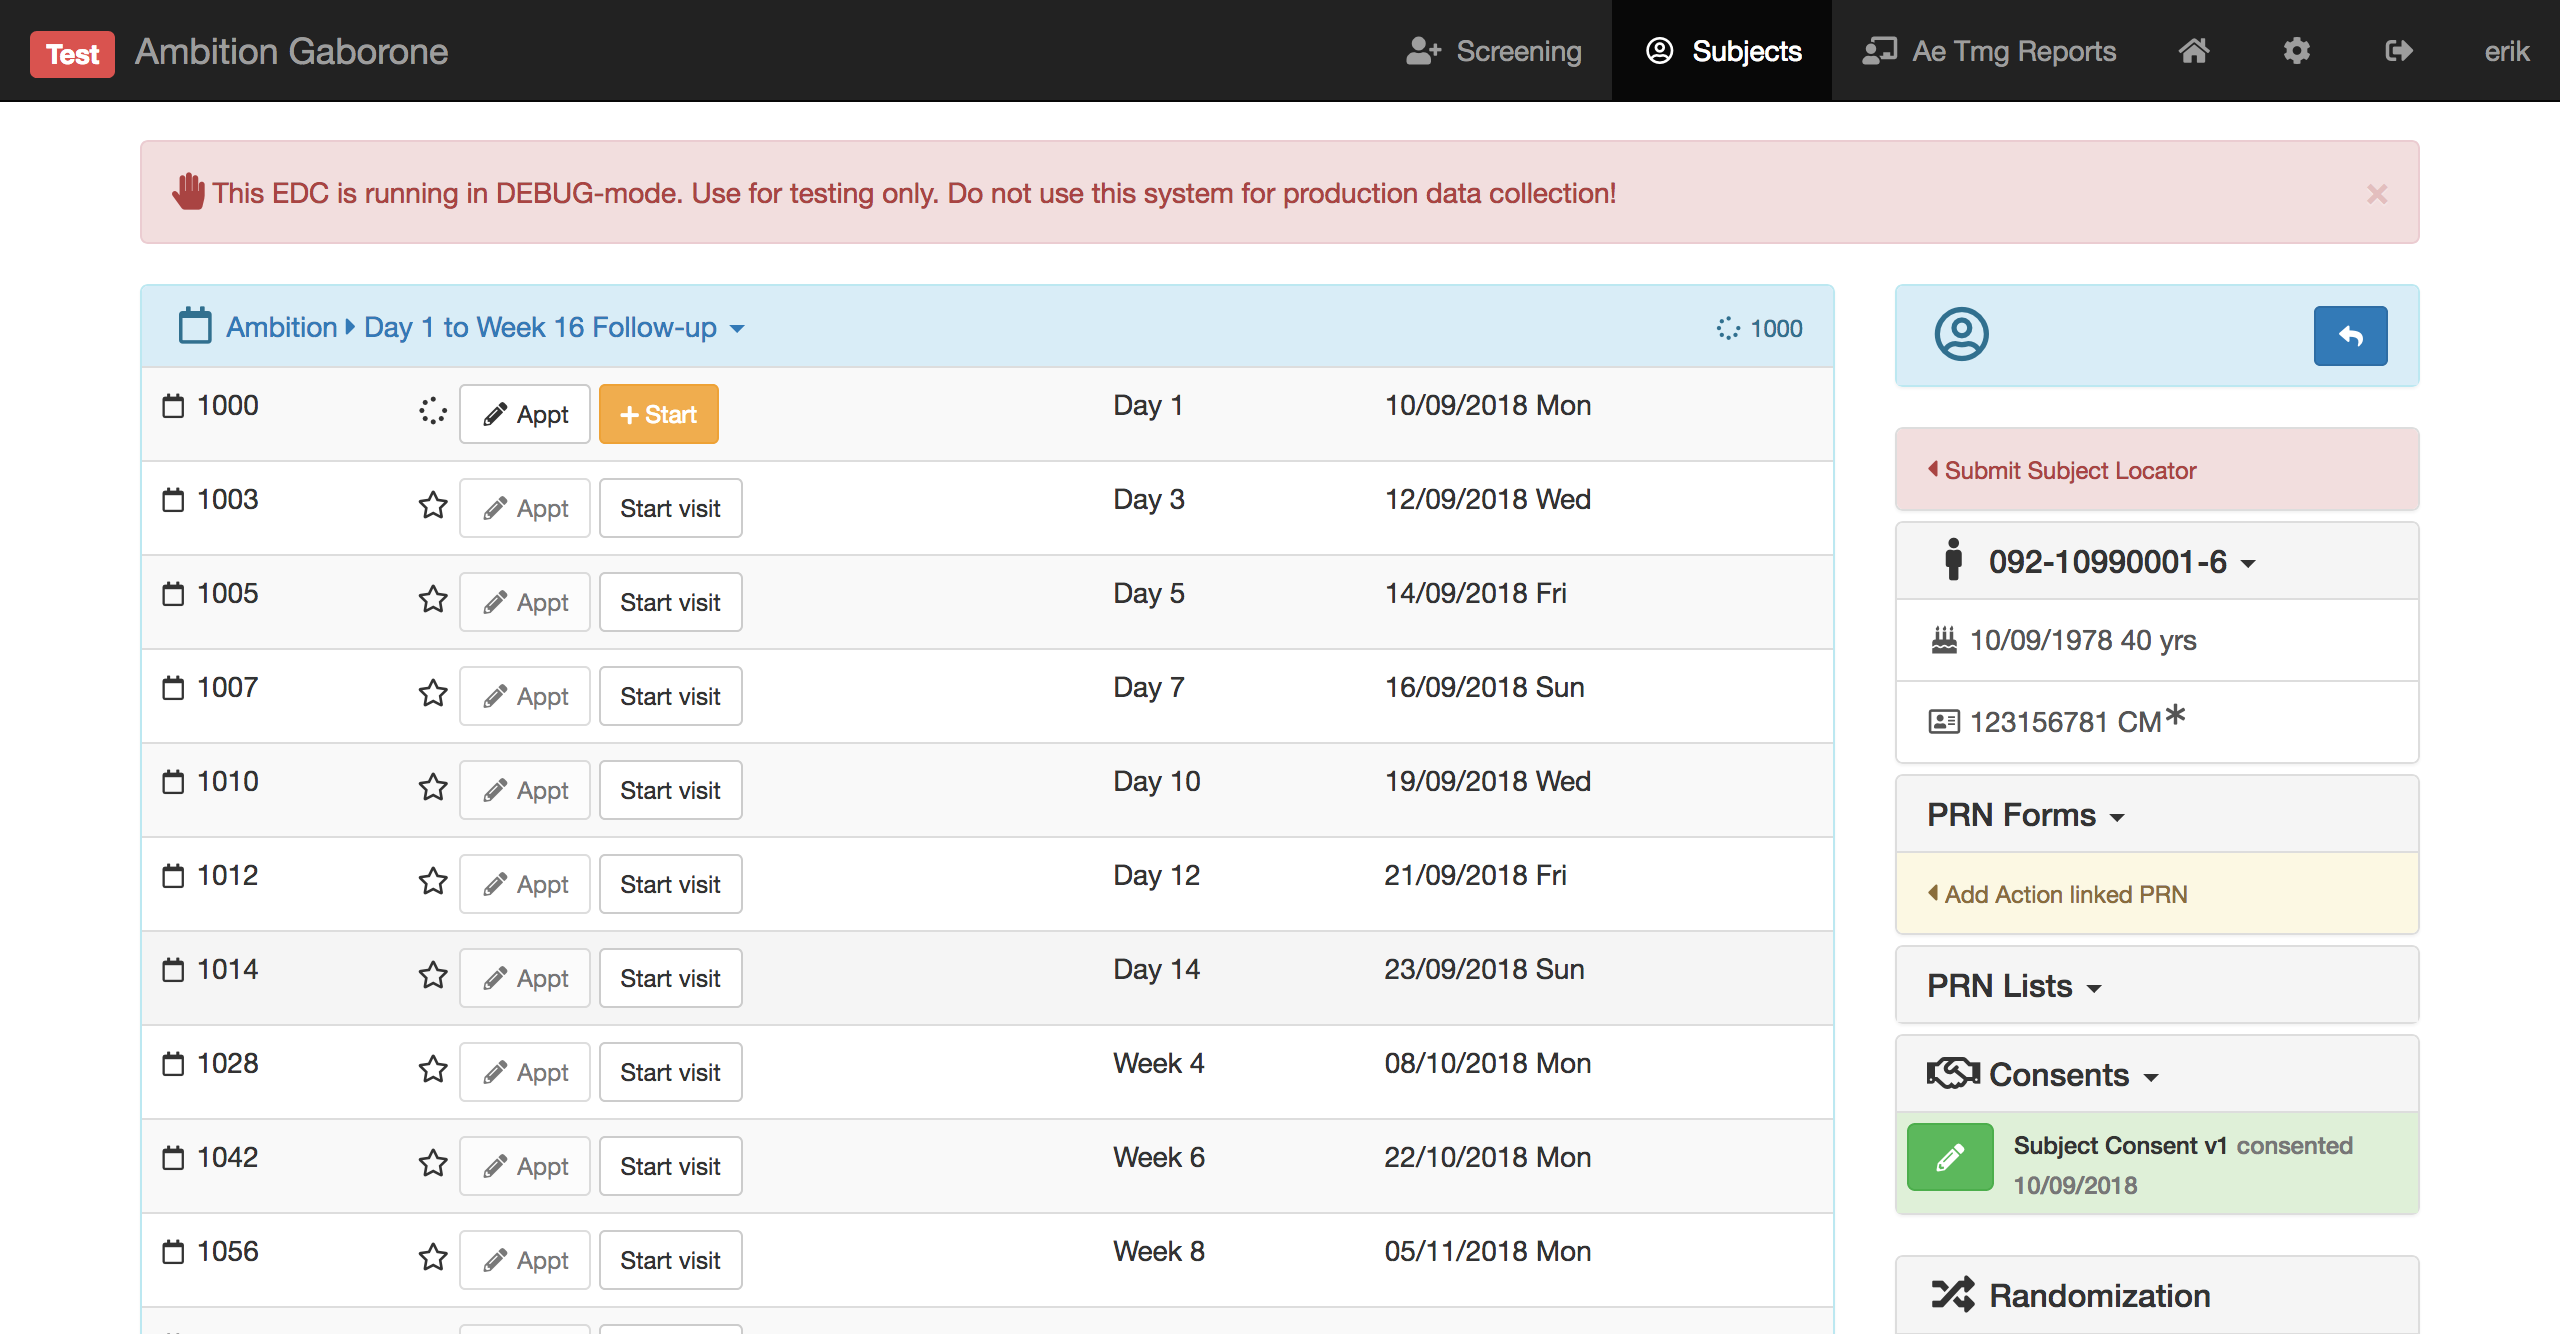 Test Ambition Gaborone Screening Subjects Ae Tmg Reports erik
This EDC is running in DEBUG-mode. Use for testing only. Do not use this system for production data collection! ×
Ambition Day 1 to Week 16 Follow-up 1000
1000 Appt + Start Day 1 10/09/2018 Mon
1003 Appt Start visit Day 3 12/09/2018 Wed
1005 Appt Start visit Day 5 14/09/2018 Fri
1007 Appt Start visit Day 7 16/09/2018 Sun
1010 Appt Start visit Day 10 19/09/2018 Wed
1012 Appt Start visit Day 12 21/09/2018 Fri
1014 Appt Start visit Day 14 23/09/2018 Sun
1028 Appt Start visit Week 4 08/10/2018 Mon
1042 Appt Start visit Week 6 22/10/2018 Mon
1056 Appt Start visit Week 8 05/11/2018 Mon
Submit Subject Locator
092-10990001-6
10/09/1978 40 yrs
123156781 CM*
PRN Forms
Add Action linked PRN
PRN Lists
Consents
Subject Consent v1 consented
10/09/2018
Randomization